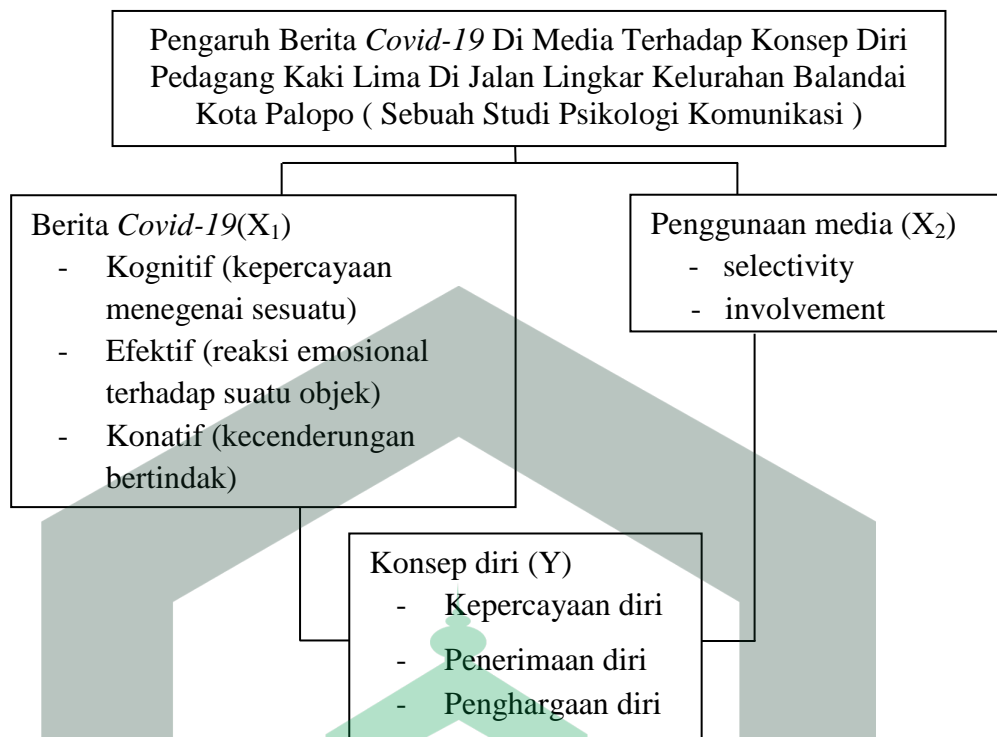 Pengaruh Berita Covid-19 Di Media Terhadap Konsep Diri
Pedagang Kaki Lima Di Jalan Lingkar Kelurahan Balandai
Kota Palopo ( Sebuah Studi Psikologi Komunikasi )
Berita Covid-19(X₁)
- Kognitif (kepercayaan
menegenai sesuatu)
- Efektif (reaksi emosional
terhadap suatu objek)
- Konatif (kecenderungan
bertindak)
Penggunaan media (X₂)
- selectivity
- involvement
Konsep diri (Y)
- Kepercayaan diri
- Penerimaan diri
- Penghargaan diri